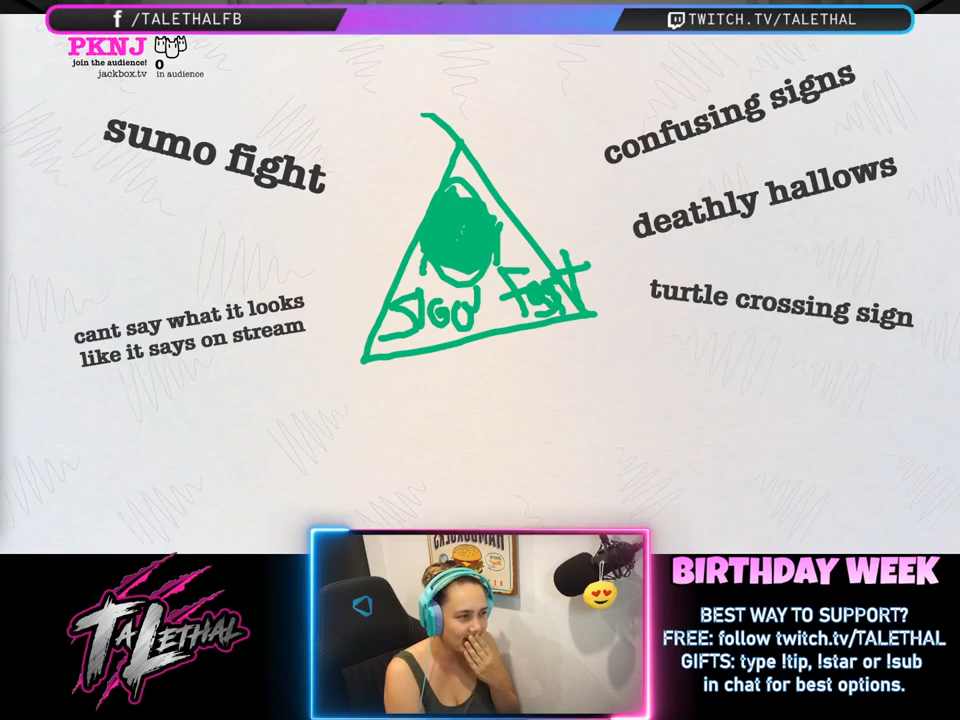 /TALETHALFB
TWITCH.TV/TALETHAL
PKNJ
join the audience!
jackbox.tv
0
in audience
sumo fight
confusing signs
deathly hallows
turtle crossing sign
cant say what it looks
like it says on stream
TALETHAL
BIRTHDAY WEEK
BEST WAY TO SUPPORT?
FREE: follow twitch.tv/TALETHAL
GIFTS: type !tip, !star or !sub
in chat for best options.